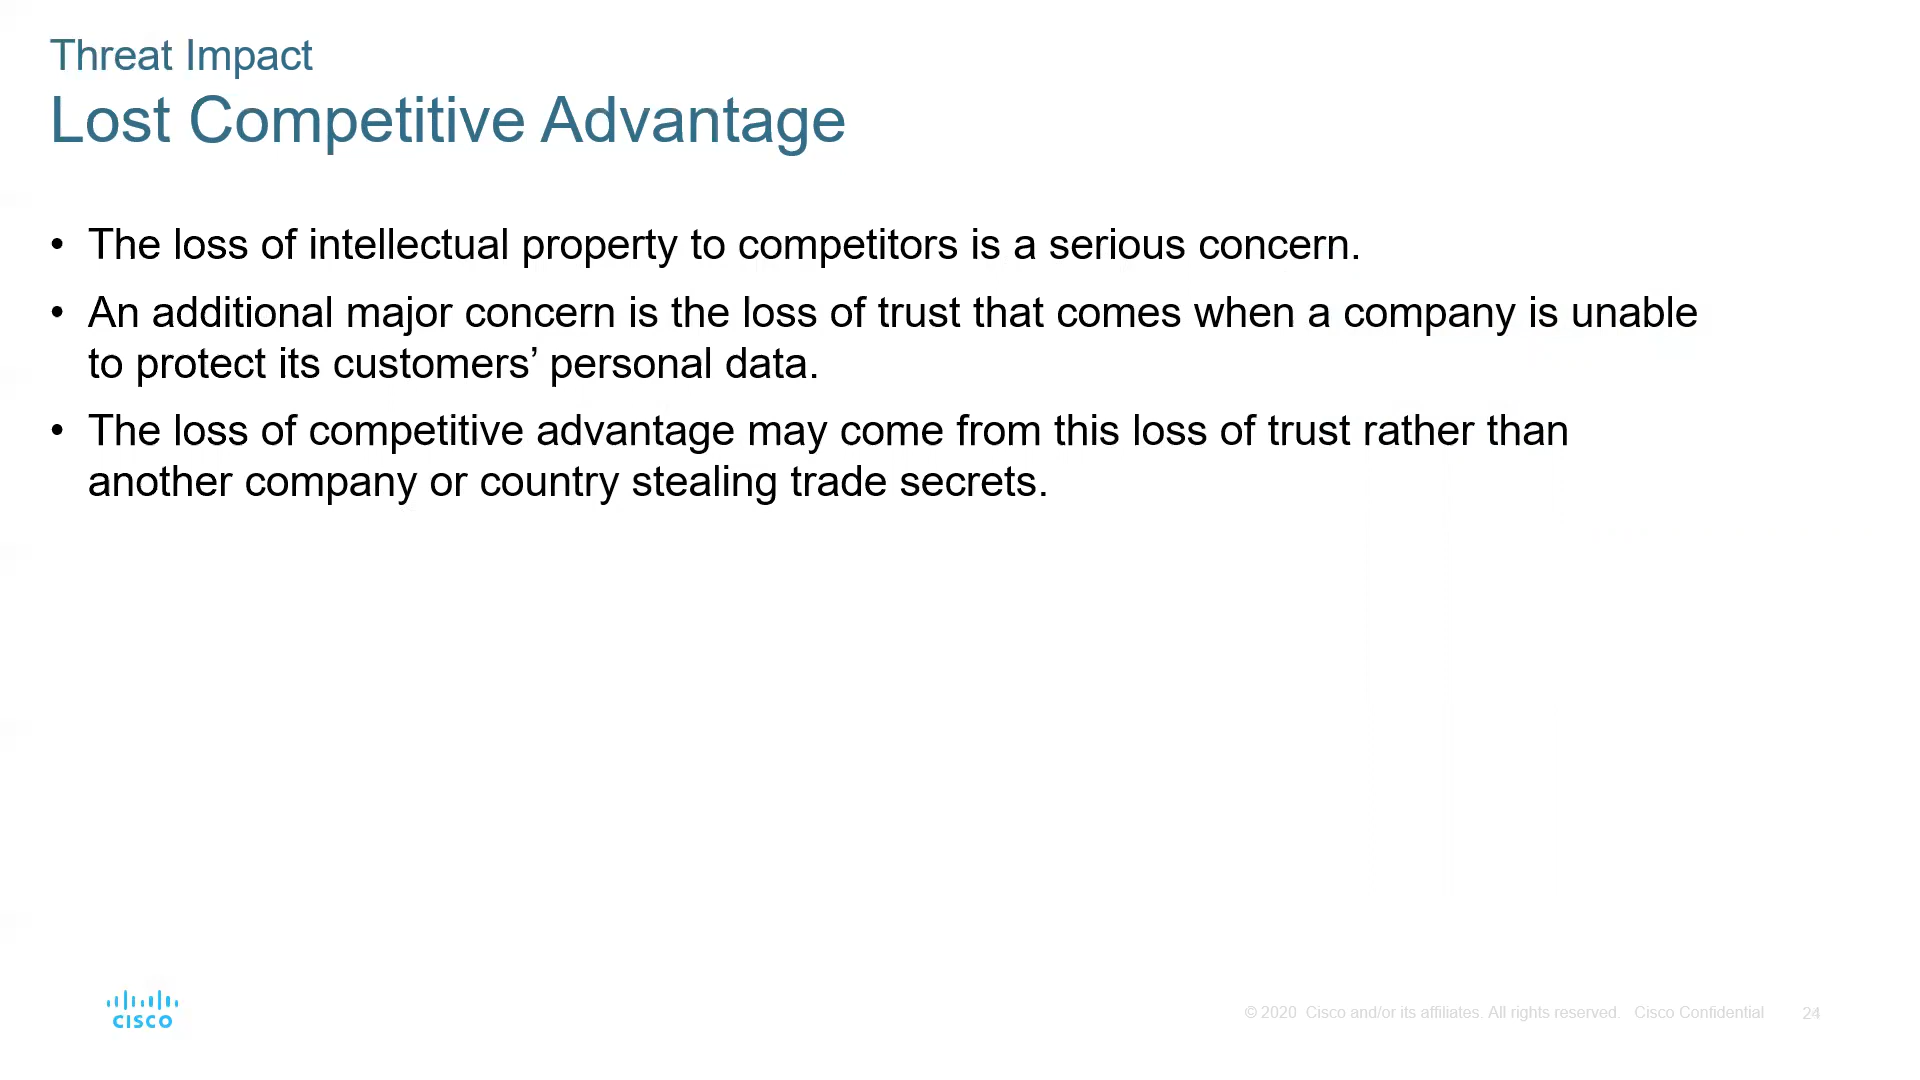 Threat Impact
Lost Competitive Advantage
• The loss of intellectual property to competitors is a serious concern.
• An additional major concern is the loss of trust that comes when a company is unable
to protect its customers’ personal data.
• The loss of competitive advantage may come from this loss of trust rather than
another company or country stealing trade secrets.
CISCO
© 2020 Cisco and/or its affiliates. All rights reserved. Cisco Confidential 24